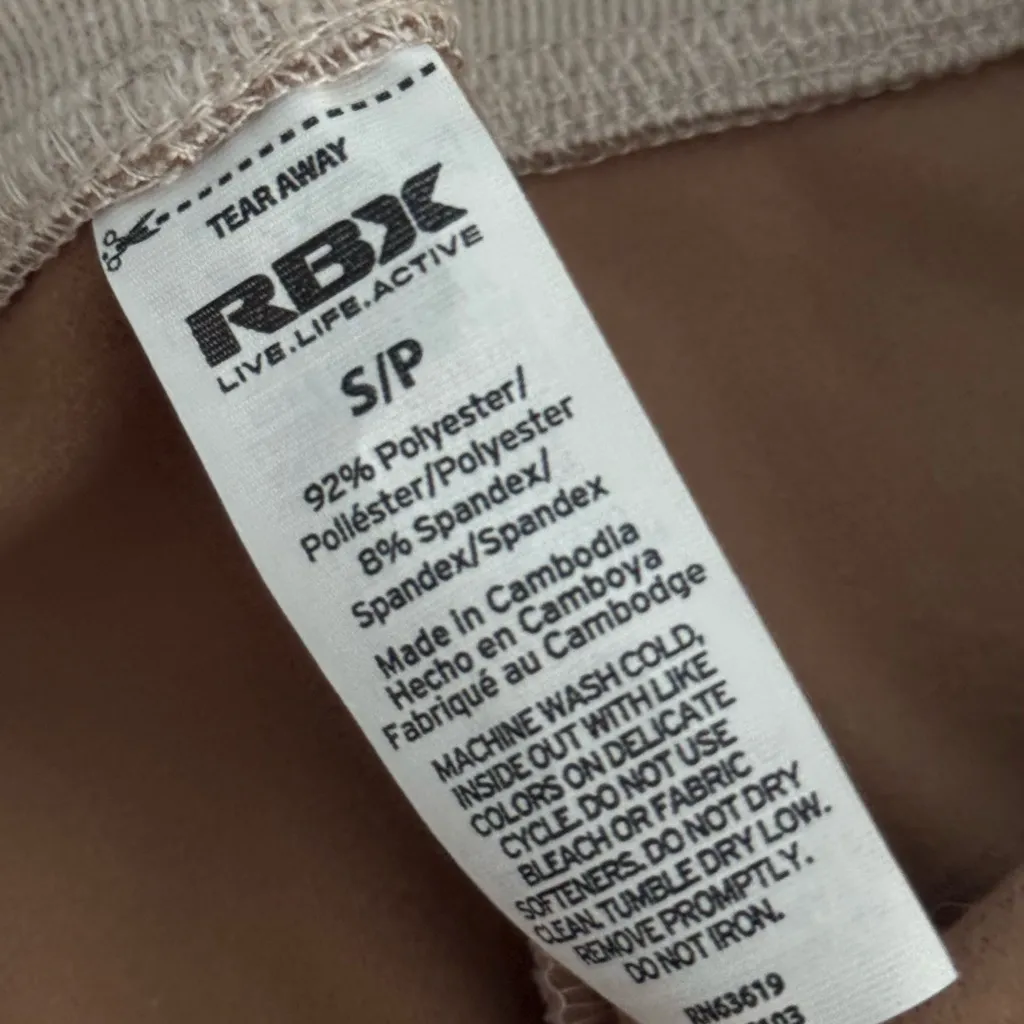 TEAR AWAY
RBX
LIVE.LIFE.ACTIVE
S/P
92% Polyester/
Poliéster/Polyester
8% Spandex/
Spandex/Spandex
Made in Cambodia
Hecho en Camboya
Fabriqué au Cambodge
MACHINE WASH COLD,
INSIDE OUT WITH LIKE
COLORS ON DELICATE
CYCLE. DO NOT USE
BLEACH OR FABRIC
SOFTENERS. DO NOT DRY
CLEAN. TUMBLE DRY LOW.
REMOVE PROMPTLY.
DO NOT IRON.
RN63619